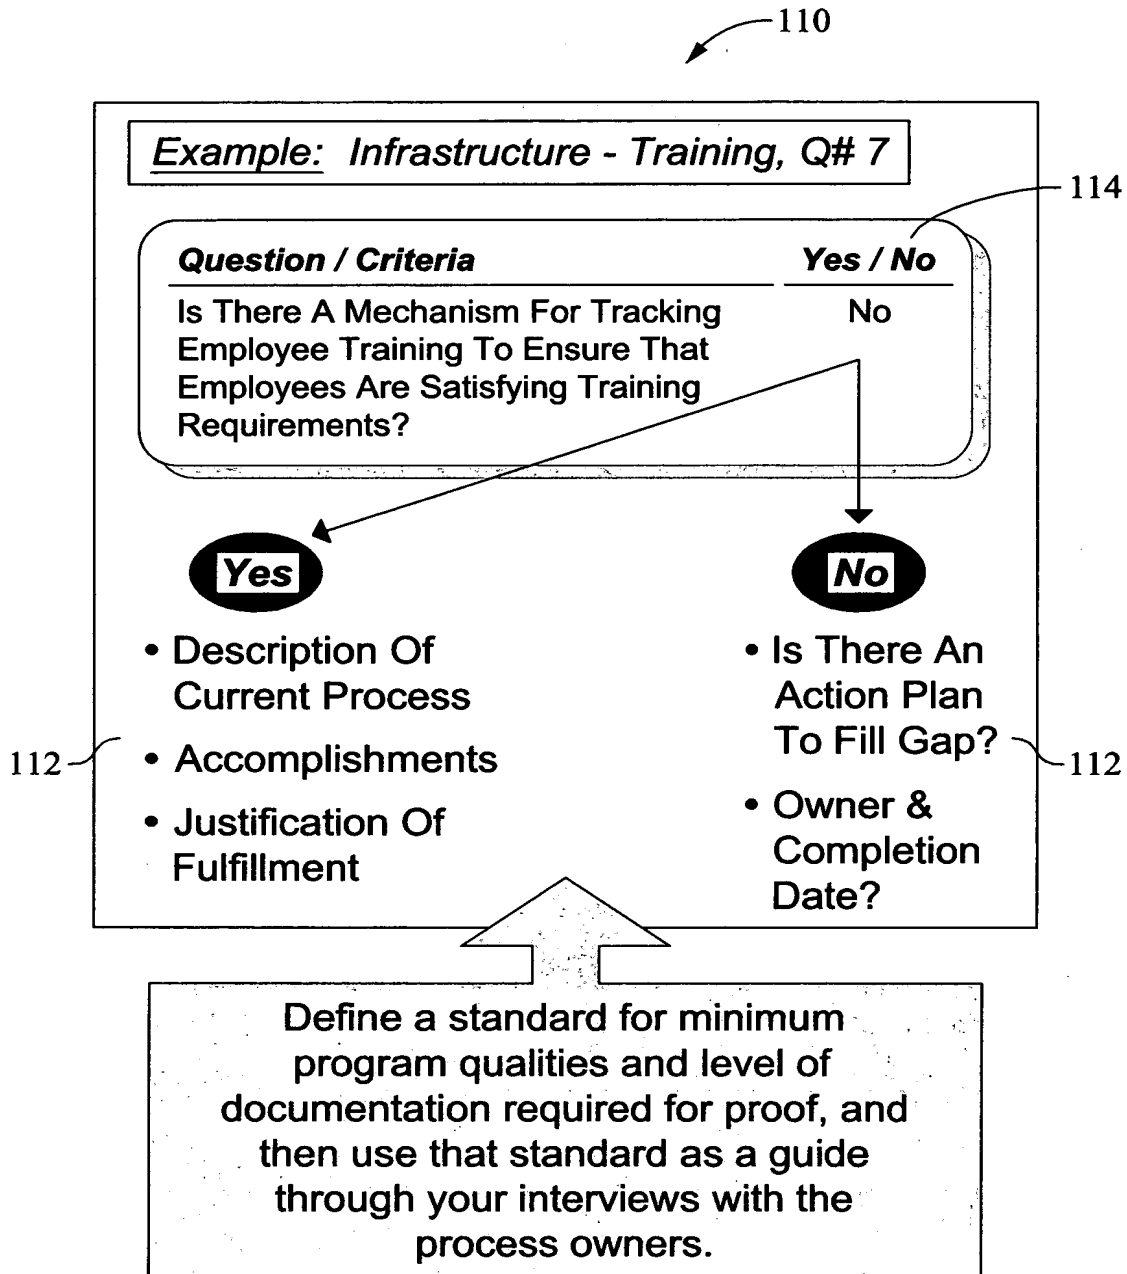 110
Example: Infrastructure - Training, Q# 7
114
Question / Criteria Yes / No
Is There A Mechanism For Tracking No
Employee Training To Ensure That
Employees Are Satisfying Training
Requirements?
Yes
• Description Of
Current Process
112
• Accomplishments
• Justification Of
Fulfillment
No
• Is There An
Action Plan
To Fill Gap?
112
• Owner &
Completion
Date?
Define a standard for minimum
program qualities and level of
documentation required for proof, and
then use that standard as a guide
through your interviews with the
process owners.